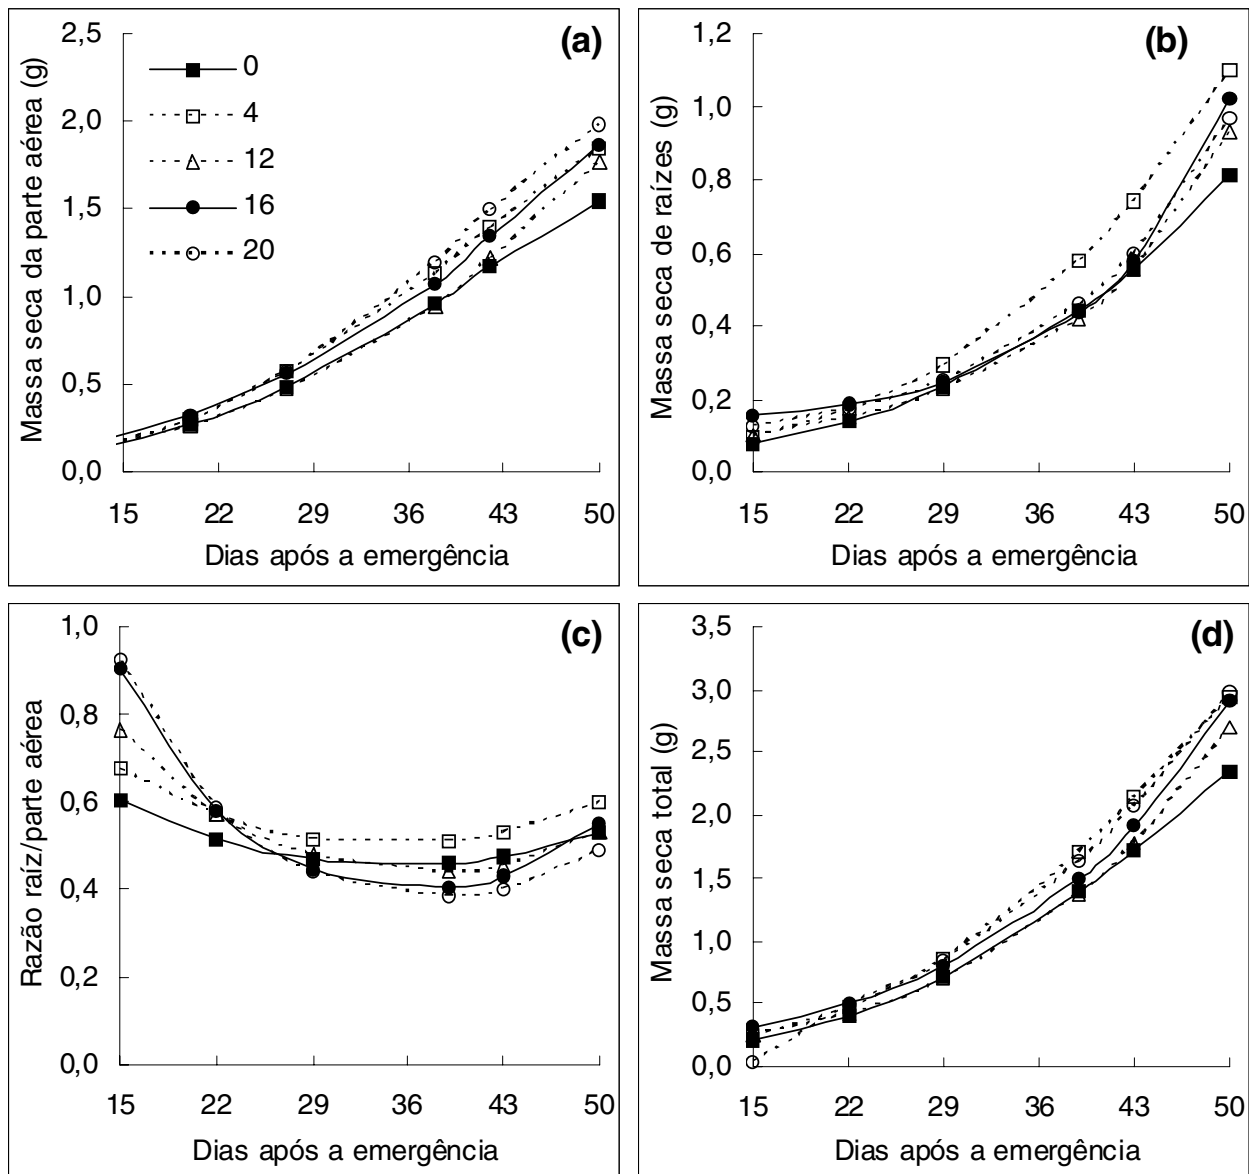 (a)
Massa seca da parte aérea (g)
2,5
2,0
1,5
1,0
0,5
0,0
0
4
12
16
20
15 22 29 36 43 50
Dias após a emergência
(b)
Massa seca de raízes (g)
1,2
1,0
0,8
0,6
0,4
0,2
0,0
15 22 29 36 43 50
Dias após a emergência
(c)
Razão raíz/parte aérea
1,0
0,8
0,6
0,4
0,2
0,0
15 22 29 36 43 50
Dias após a emergência
(d)
Massa seca total (g)
3,5
3,0
2,5
2,0
1,5
1,0
0,5
0,0
15 22 29 36 43 50
Dias após a emergência